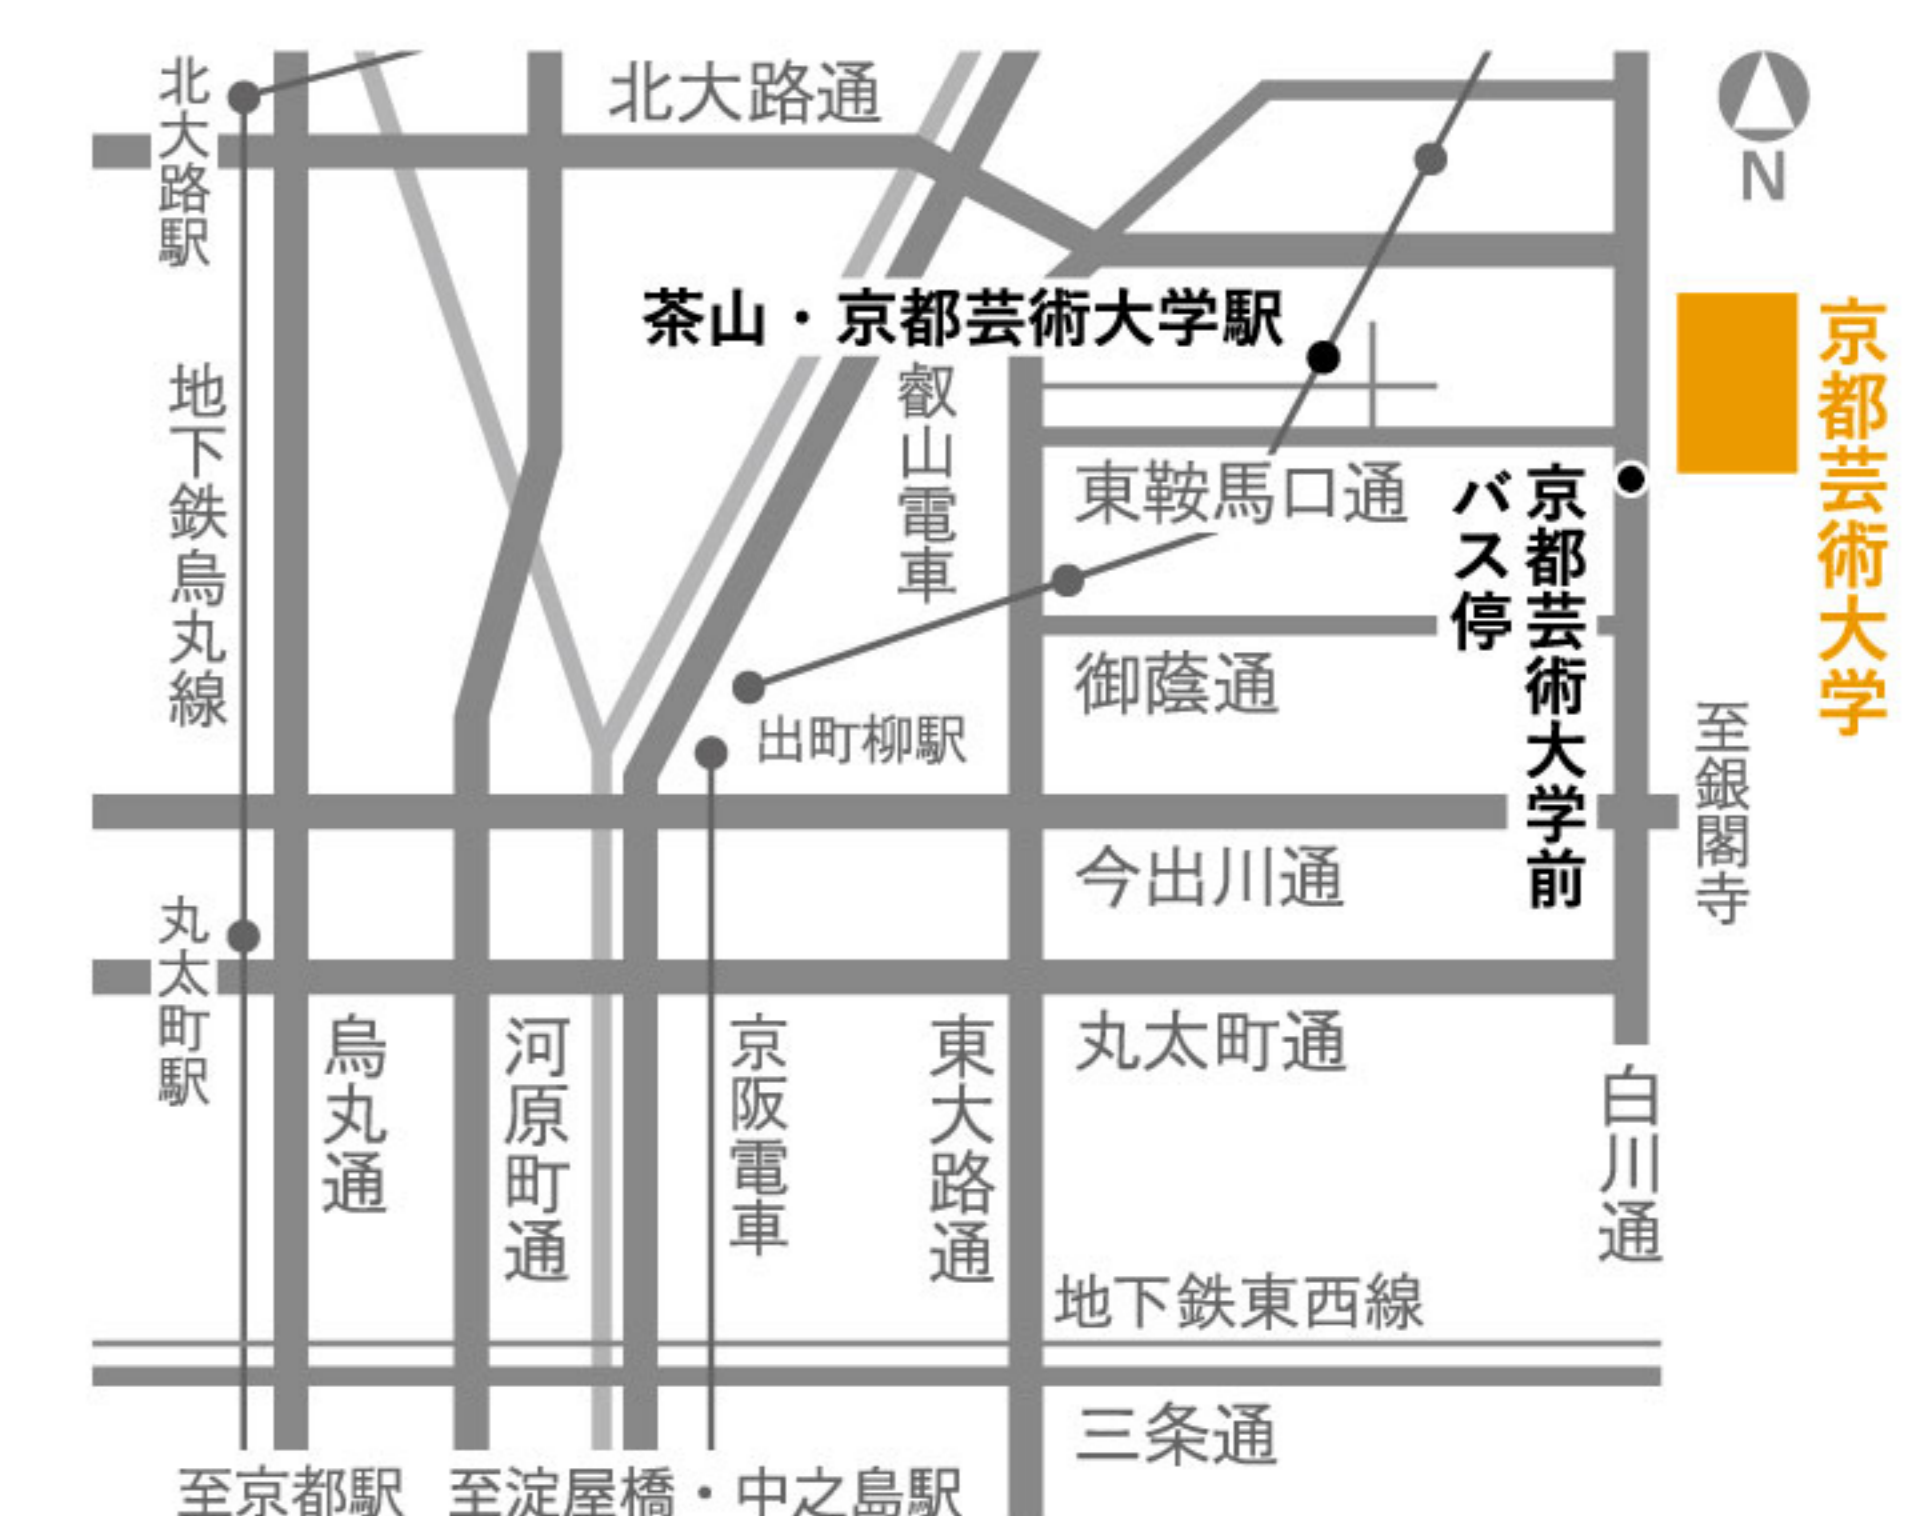 北大路駅
北大路通
N
茶山・京都芸術大学駅
京都芸術大学
地下鉄烏丸線
叡山電車
東鞍馬口通
京都芸術大学前
バス停
御蔭通
出町柳駅
至銀閣寺
今出川通
丸太町駅
烏丸通
河原町通
京阪電車
東大路通
丸太町通
白川通
地下鉄東西線
三条通
至京都駅
至淀屋橋・中之島駅